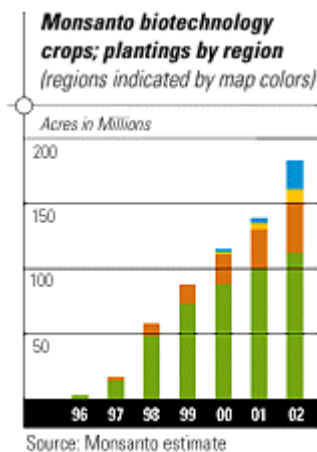 Monsanto biotechnology
crops; plantings by region
(regions indicated by map colors)
Acres in Millions
200
150
100
50
96 97 98 99 00 01 02
Source: Monsanto estimate